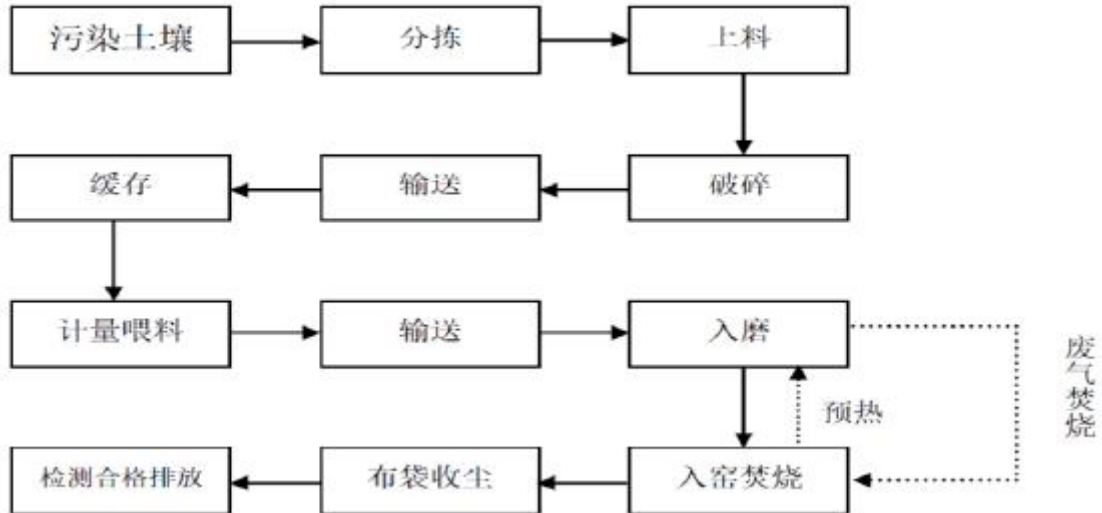 污染土壤
分拣
上料
缓存
输送
破碎
计量喂料
输送
入磨
预热
废气焚烧
检测合格排放
布袋收尘
入窑焚烧